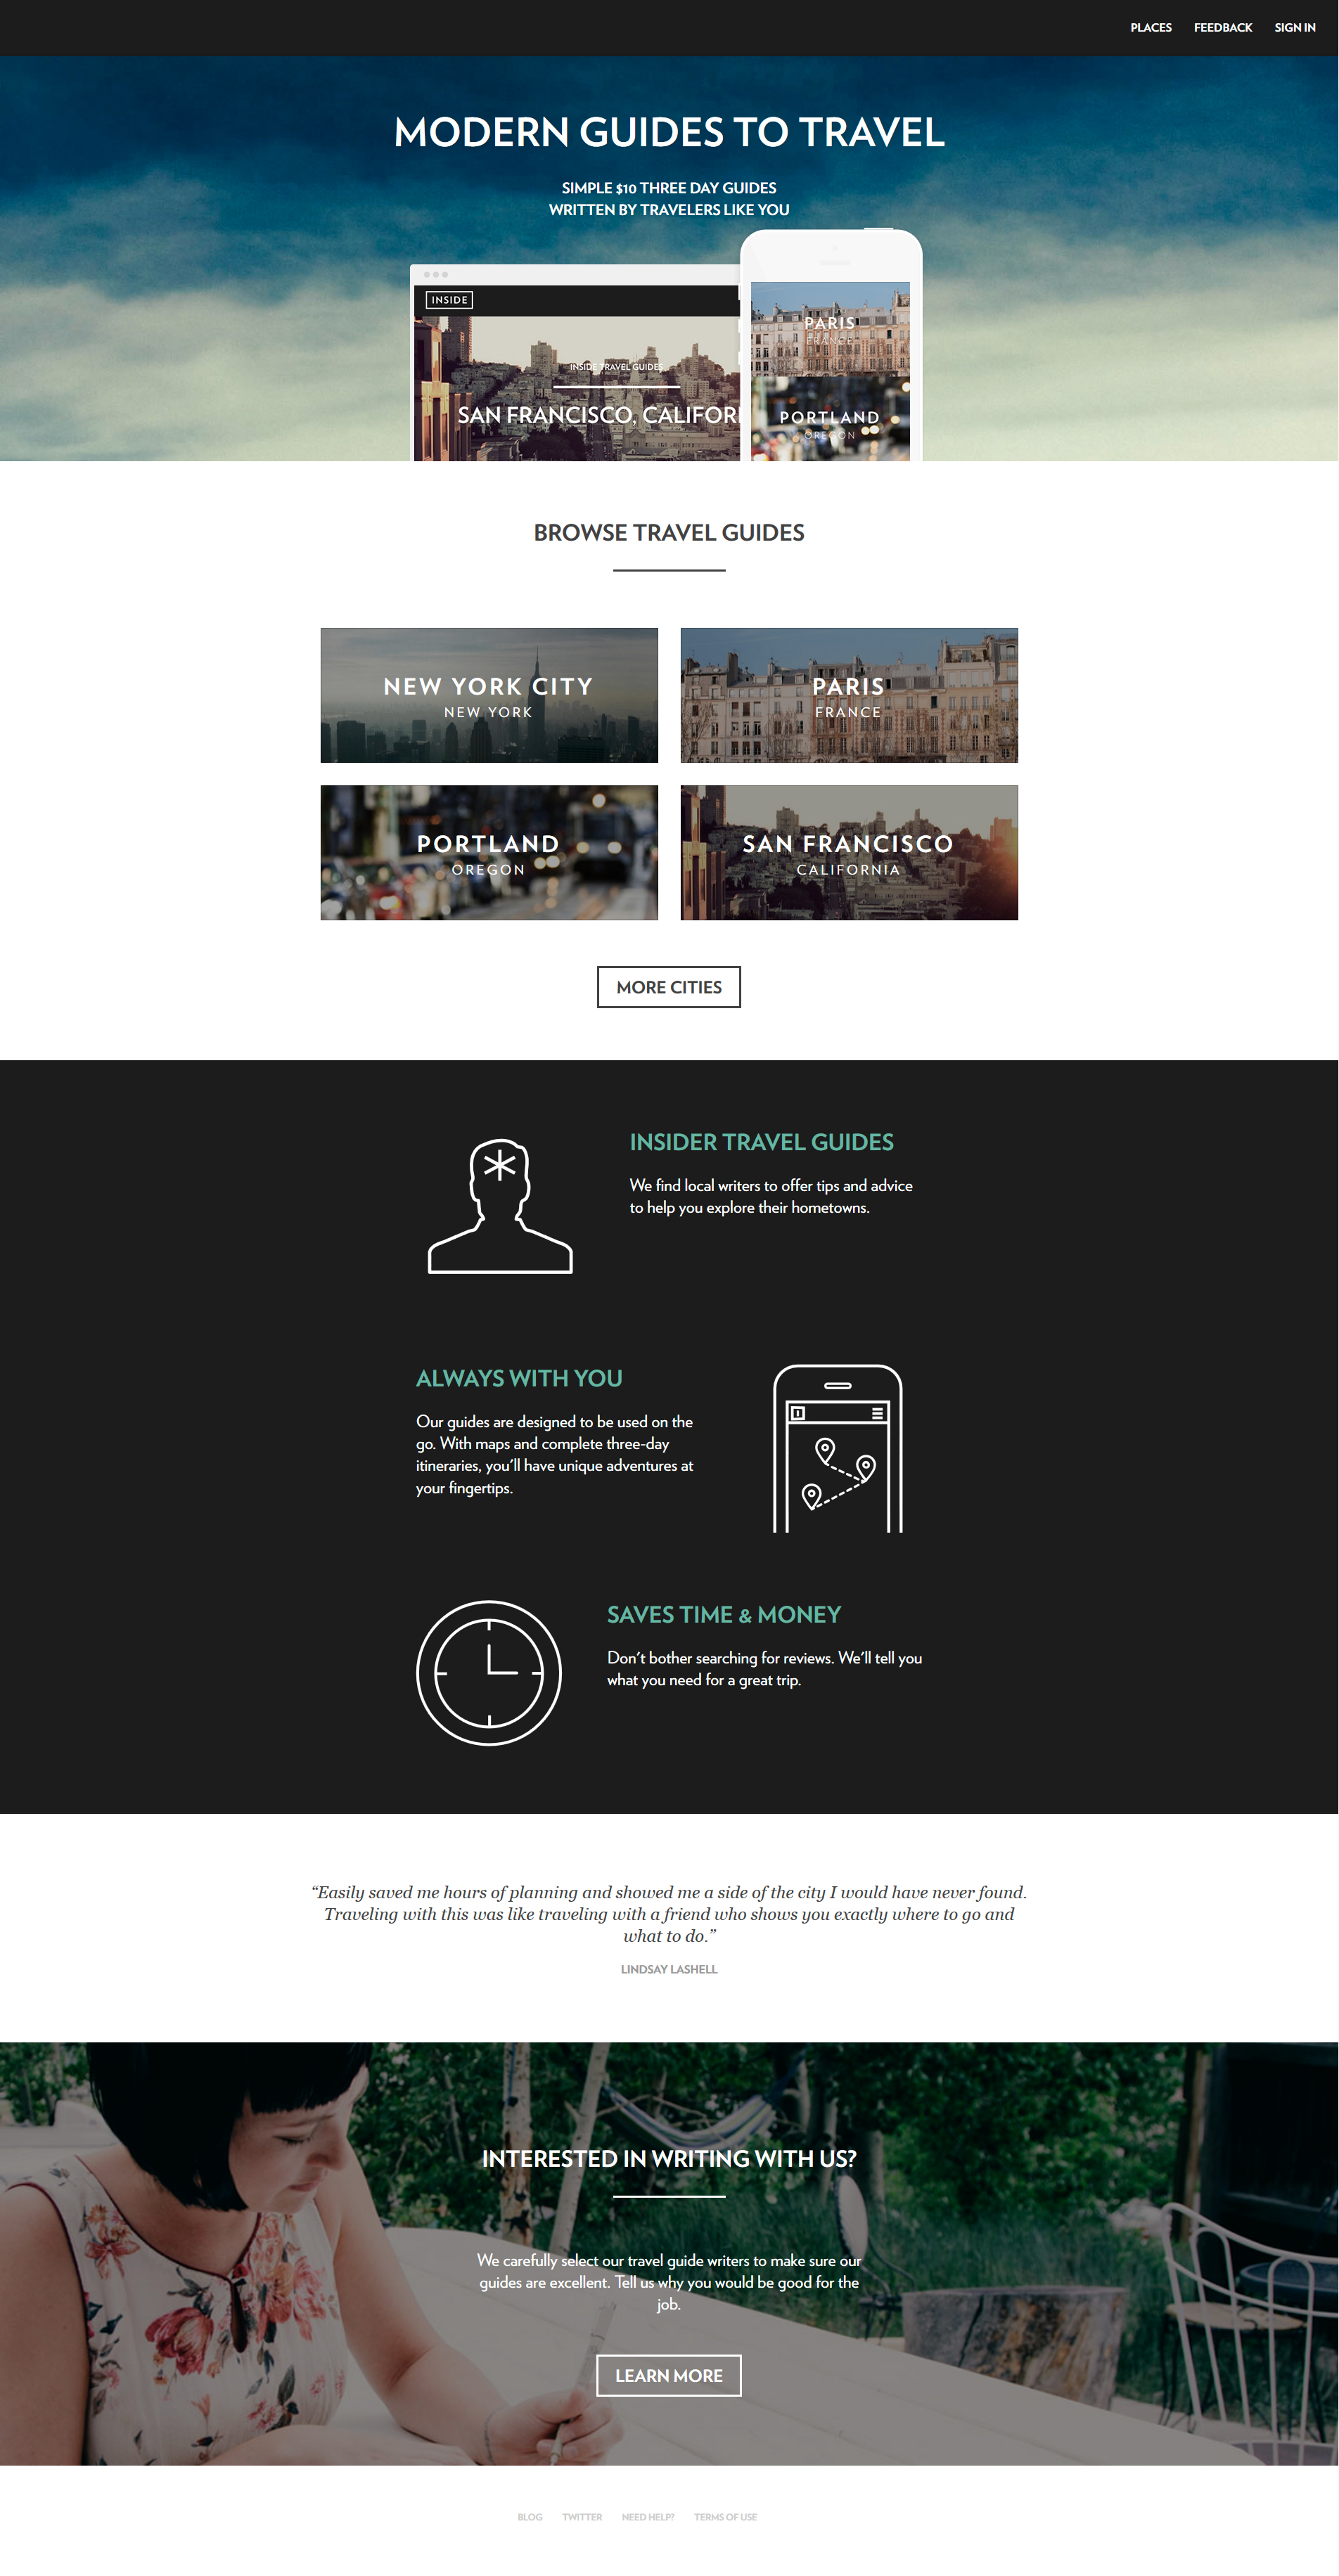 PLACES FEEDBACK SIGN IN
MODERN GUIDES TO TRAVEL
SIMPLE $10 THREE DAY GUIDES
WRITTEN BY TRAVELERS LIKE YOU
INSIDE
INSIDE TRAVEL GUIDES
SAN FRANCISCO, CALIFOR
PARIS
FRANCE
PORTLAND
OREGON
BROWSE TRAVEL GUIDES
NEW YORK CITY
NEW YORK
PARIS
FRANCE
PORTLAND
OREGON
SAN FRANCISCO
CALIFORNIA
MORE CITIES
INSIDER TRAVEL GUIDES
We find local writers to offer tips and advice
to help you explore their hometowns.
ALWAYS WITH YOU
Our guides are designed to be used on the
go. With maps and complete three-day
itineraries, you'll have unique adventures at
your fingertips.
SAVES TIME & MONEY
Don't bother searching for reviews. We'll tell you
what you need for a great trip.
“Easily saved me hours of planning and showed me a side of the city I would have never found.
Traveling with this was like traveling with a friend who shows you exactly where to go and
what to do.”
LINDSAY LASHELL
INTERESTED IN WRITING WITH US?
We carefully select our travel guide writers to make sure our
guides are excellent. Tell us why you would be good for the
job.
LEARN MORE
BLOG TWITTER NEED HELP? TERMS OF USE